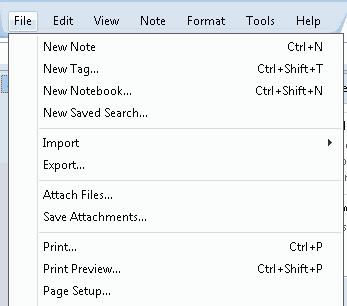 File Edit View Note Format Tools Help
New Note Ctrl+N
New Tag... Ctrl+Shift+T
New Notebook... Ctrl+Shift+N
New Saved Search...
Import
Export...
Attach Files...
Save Attachments...
Print... Ctrl+P
Print Preview... Ctrl+Shift+P
Page Setup...